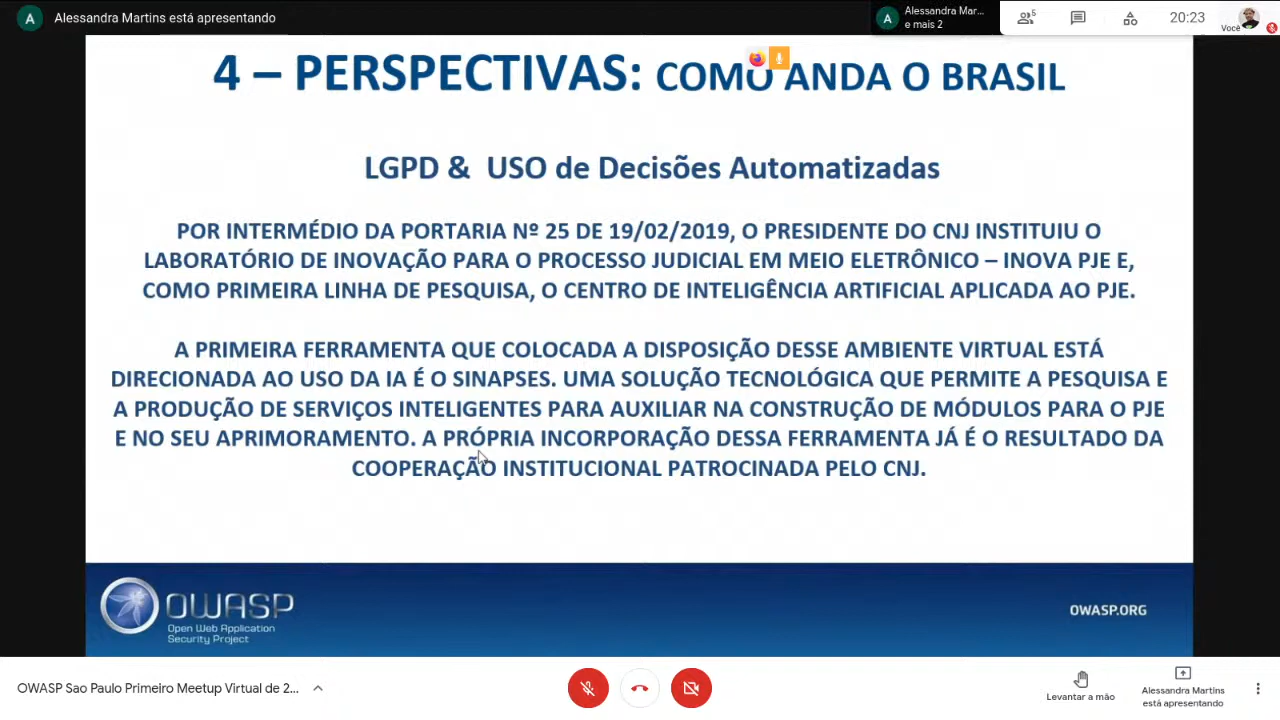 A Alessandra Martins está apresentando
A Alessandra Mar...
e mais 2
5
20:23
Você
4 – PERSPECTIVAS: COMO ANDA O BRASIL
LGPD & USO de Decisões Automatizadas
POR INTERMÉDIO DA PORTARIA Nº 25 DE 19/02/2019, O PRESIDENTE DO CNJ INSTITUIU O
LABORATÓRIO DE INOVAÇÃO PARA O PROCESSO JUDICIAL EM MEIO ELETRÔNICO – INOVA PJE E,
COMO PRIMEIRA LINHA DE PESQUISA, O CENTRO DE INTELIGÊNCIA ARTIFICIAL APLICADA AO PJE.
A PRIMEIRA FERRAMENTA QUE COLOCADA A DISPOSIÇÃO DESSE AMBIENTE VIRTUAL ESTÁ
DIRECIONADA AO USO DA IA É O SINAPSES. UMA SOLUÇÃO TECNOLÓGICA QUE PERMITE A PESQUISA E
A PRODUÇÃO DE SERVIÇOS INTELIGENTES PARA AUXILIAR NA CONSTRUÇÃO DE MÓDULOS PARA O PJE
E NO SEU APRIMORAMENTO. A PRÓPRIA INCORPORAÇÃO DESSA FERRAMENTA JÁ É O RESULTADO DA
COOPERAÇÃO INSTITUCIONAL PATROCINADA PELO CNJ.
OWASP
Open Web Application
Security Project
OWASP.ORG
OWASP Sao Paulo Primeiro Meetup Virtual de 2...
Levantar a mão
Alessandra Martins
está apresentando